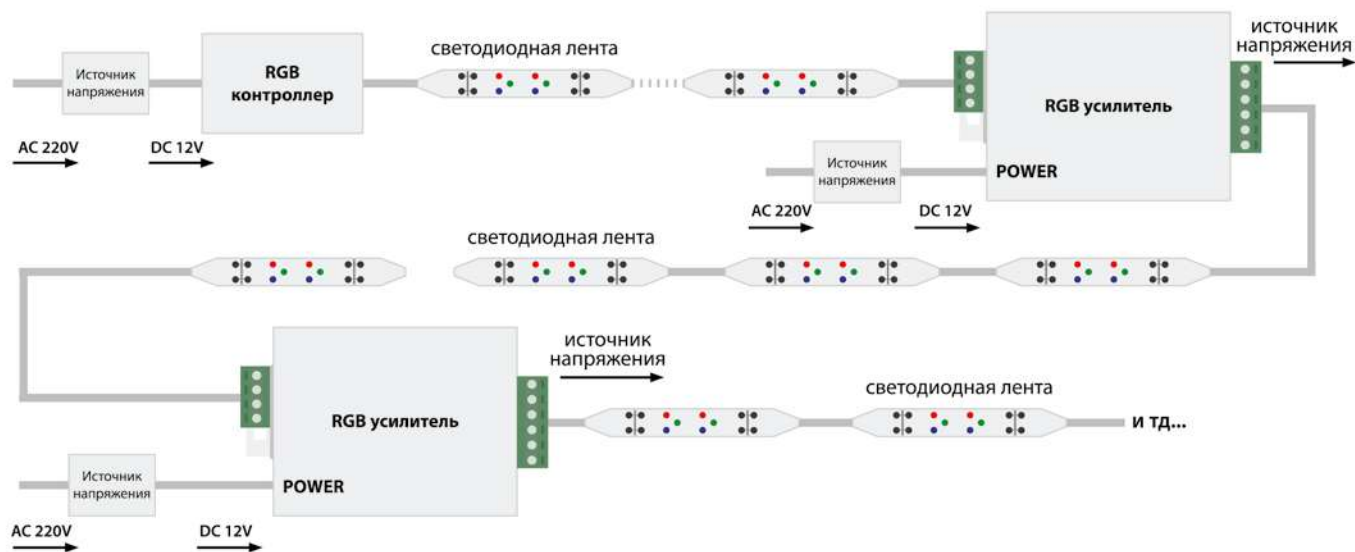 Источник
напряжения
RGB
контроллер
светодиодная лента
RGB усилитель
источник
напряжения
AC 220V
DC 12V
Источник
напряжения
POWER
AC 220V
DC 12V
светодиодная лента
RGB усилитель
источник
напряжения
светодиодная лента
и тд...
Источник
напряжения
POWER
AC 220V
DC 12V